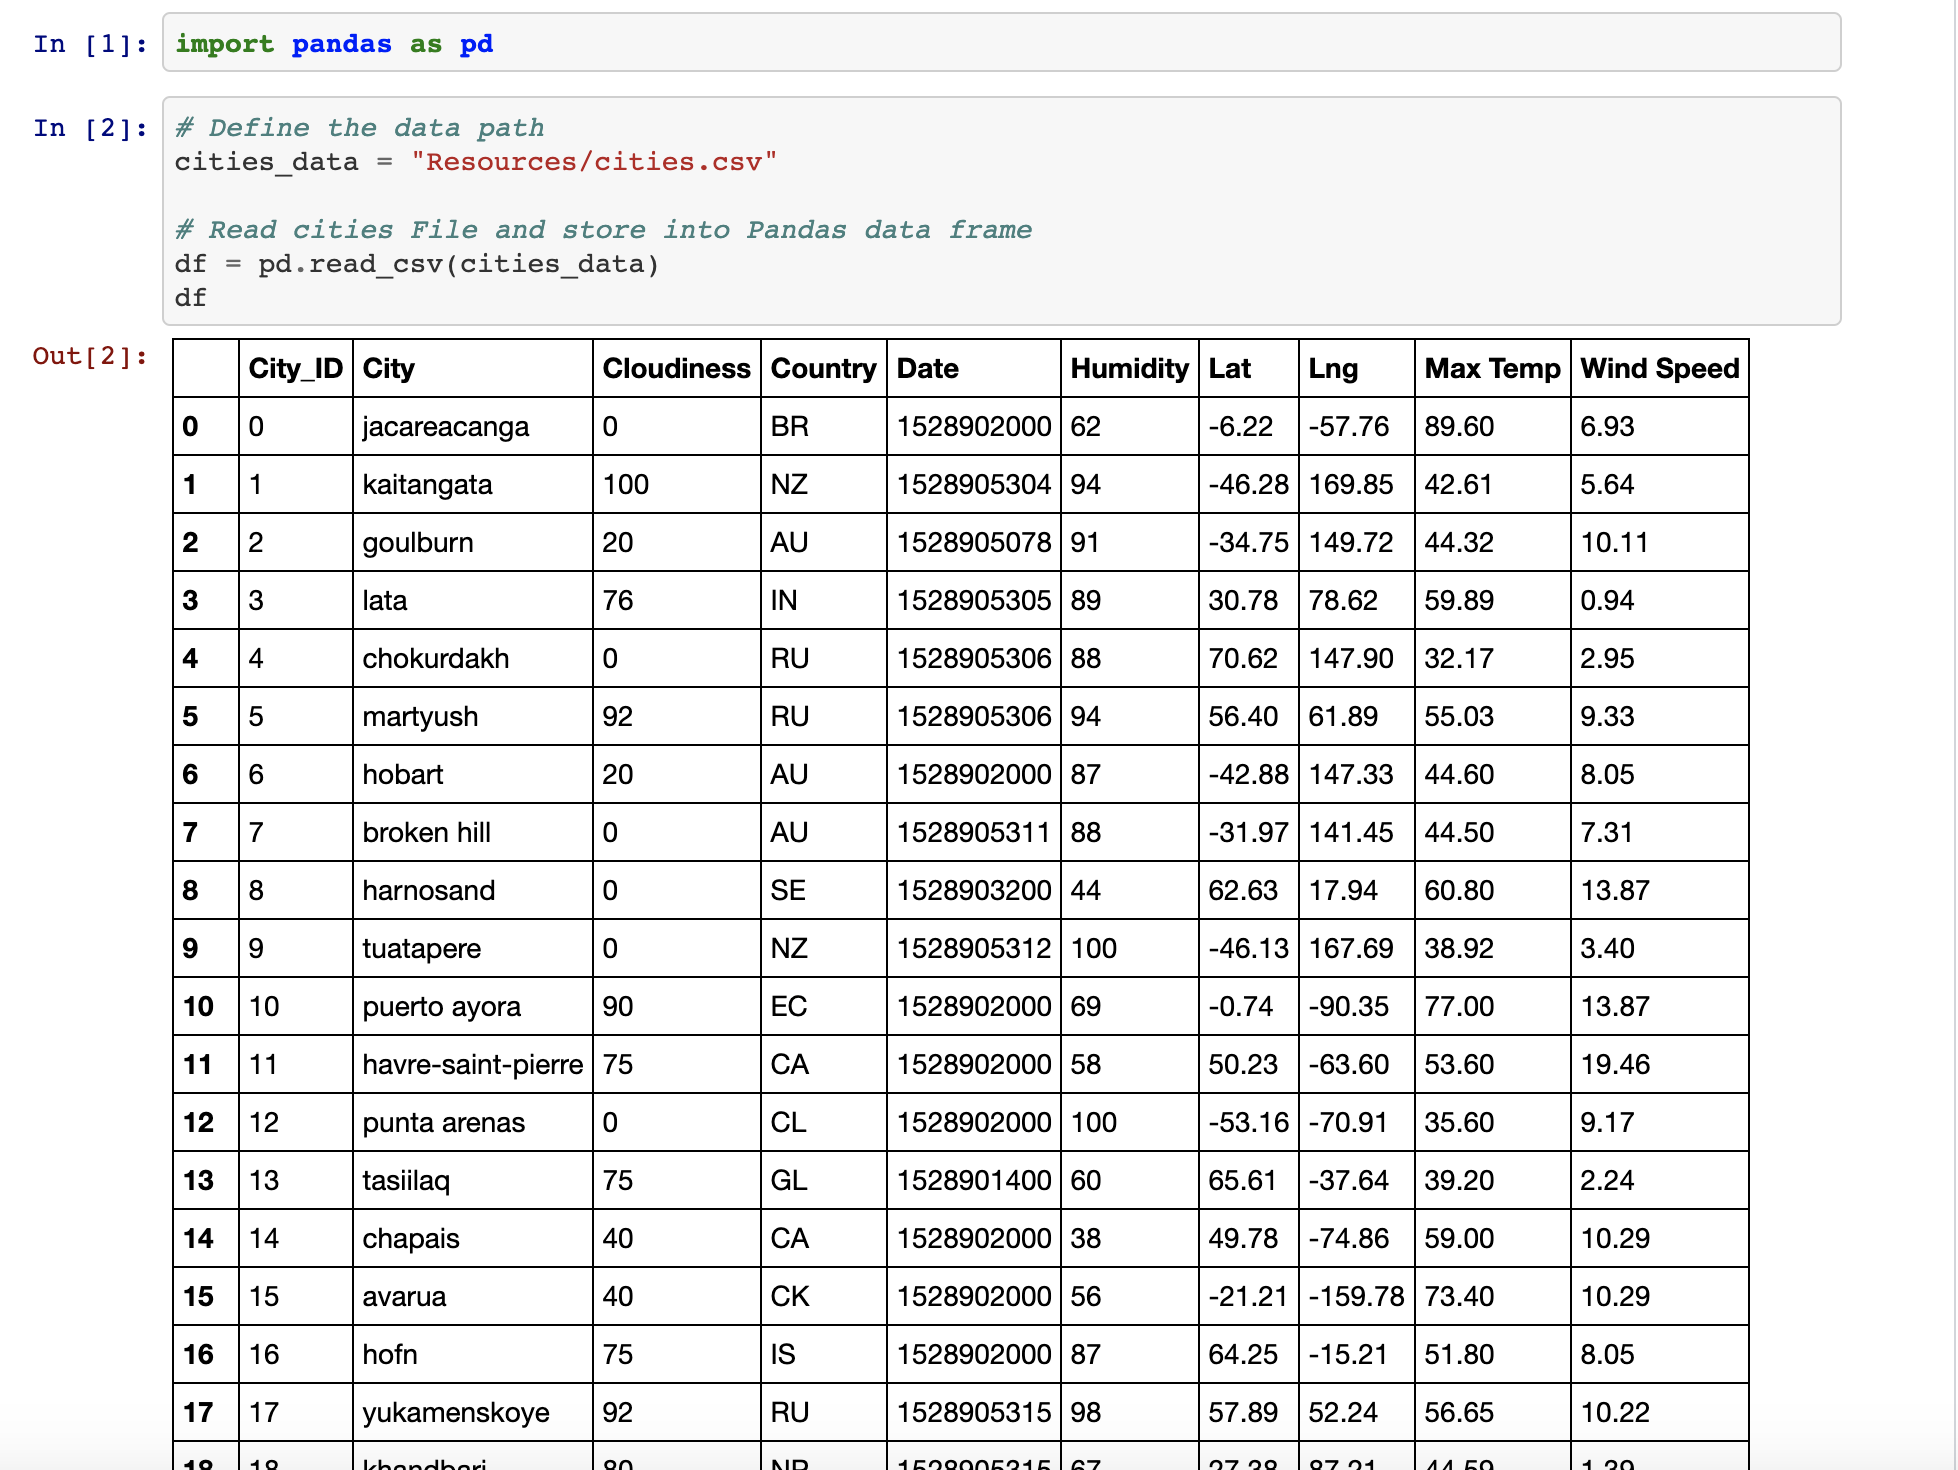 In [1]: import pandas as pd
In [2]: # Define the data path
cities_data = "Resources/cities.csv"
# Read cities File and store into Pandas data frame
df = pd.read_csv(cities_data)
df
Out[2]:
City_ID City Cloudiness Country Date Humidity Lat Lng Max Temp Wind Speed
0 0 jacareacanga 0 BR 1528902000 62 -6.22 -57.76 89.60 6.93
1 1 kaitangata 100 NZ 1528905304 94 -46.28 169.85 42.61 5.64
2 2 goulburn 20 AU 1528905078 91 -34.75 149.72 44.32 10.11
3 3 lata 76 IN 1528905305 89 30.78 78.62 59.89 0.94
4 4 chokurdakh 0 RU 1528905306 88 70.62 147.90 32.17 2.95
5 5 martyush 92 RU 1528905306 94 56.40 61.89 55.03 9.33
6 6 hobart 20 AU 1528902000 87 -42.88 147.33 44.60 8.05
7 7 broken hill 0 AU 1528905311 88 -31.97 141.45 44.50 7.31
8 8 harnosand 0 SE 1528903200 44 62.63 17.94 60.80 13.87
9 9 tuatapere 0 NZ 1528905312 100 -46.13 167.69 38.92 3.40
10 10 puerto ayora 90 EC 1528902000 69 -0.74 -90.35 77.00 13.87
11 11 havre-saint-pierre 75 CA 1528902000 58 50.23 -63.60 53.60 19.46
12 12 punta arenas 0 CL 1528902000 100 -53.16 -70.91 35.60 9.17
13 13 tasiilaq 75 GL 1528901400 60 65.61 -37.64 39.20 2.24
14 14 chapais 40 CA 1528902000 38 49.78 -74.86 59.00 10.29
15 15 avarua 40 CK 1528902000 56 -21.21 -159.78 73.40 10.29
16 16 hofn 75 IS 1528902000 87 64.25 -15.21 51.80 8.05
17 17 yukamenskoye 92 RU 1528905315 98 57.89 52.24 56.65 10.22
18 18 khandbari 80 NP 1528905315 67 27.38 87.21 44.59 1.39